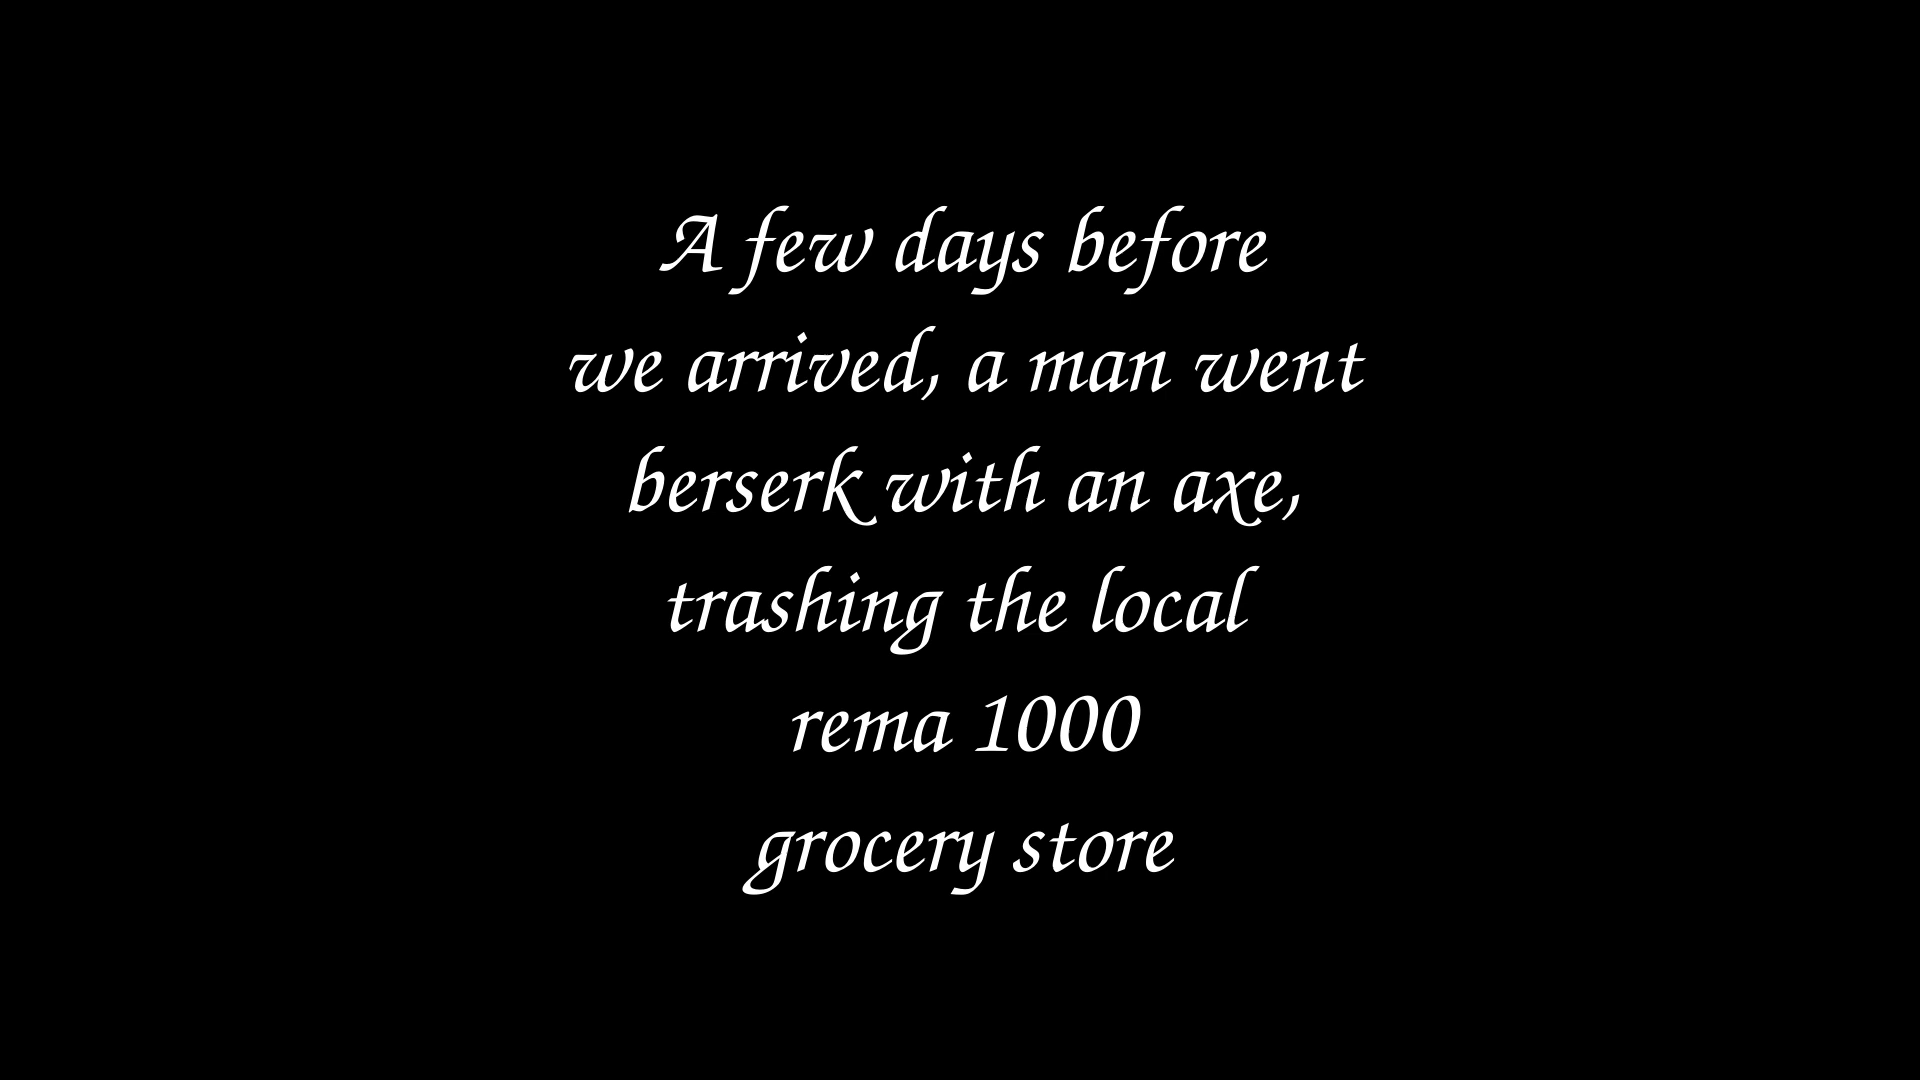 A few days before
we arrived, a man went
berserk with an axe,
trashing the local
rema 1000
grocery store